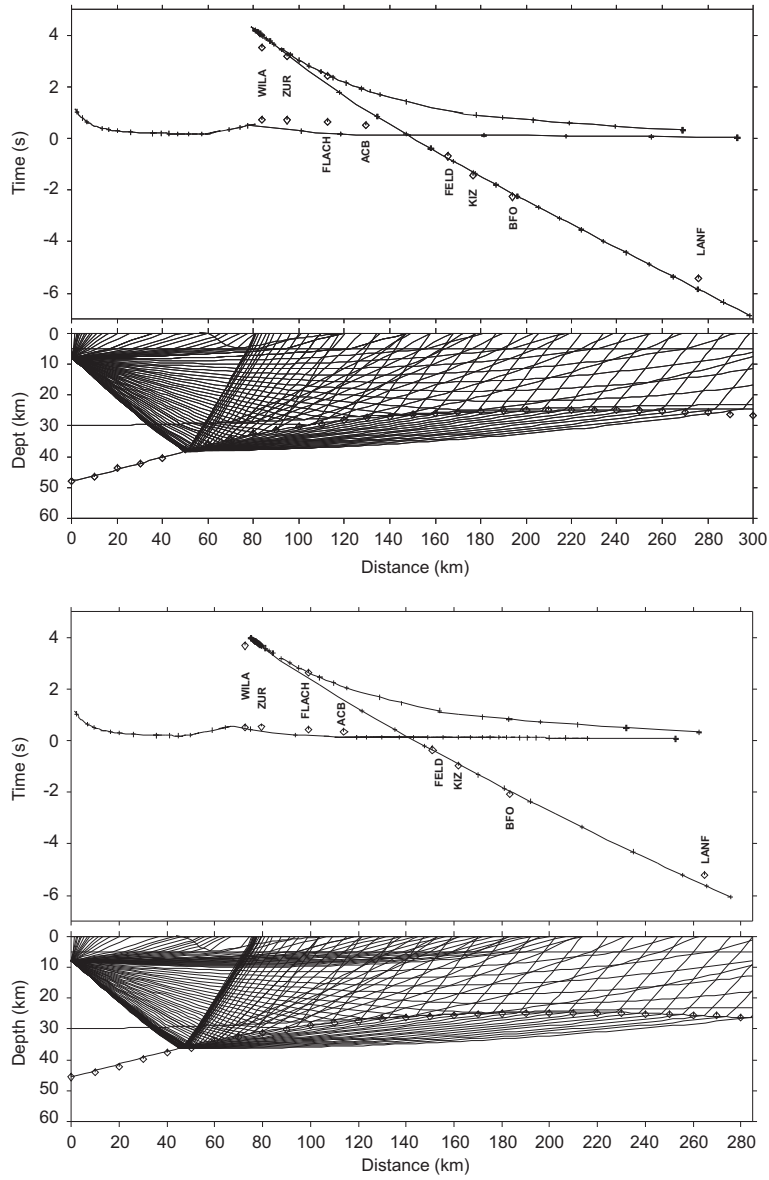 4
2
0
-2
-4
-6
Time (s)
WILA
ZUR
FLACH
ACB
FELD
KIZ
BFO
LANF
0
10
20
30
40
50
60
Dept (km)
0 20 40 60 80 100 120 140 160 180 200 220 240 260 280 300
Distance (km)
4
2
0
-2
-4
-6
Time (s)
WILA
ZUR
FLACH
ACB
FELD
KIZ
BFO
LANF
0
10
20
30
40
50
60
Depth (km)
0 20 40 60 80 100 120 140 160 180 200 220 240 260 280
Distance (km)